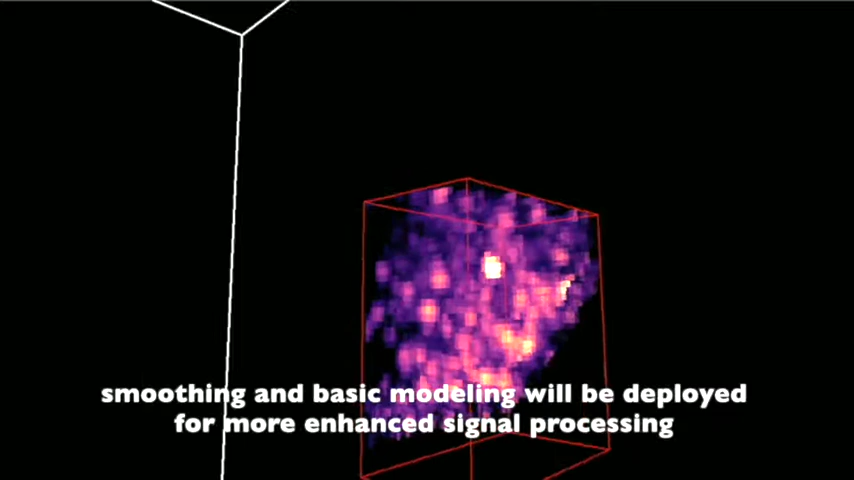 smoothing and basic modeling will be deployed
for more enhanced signal processing